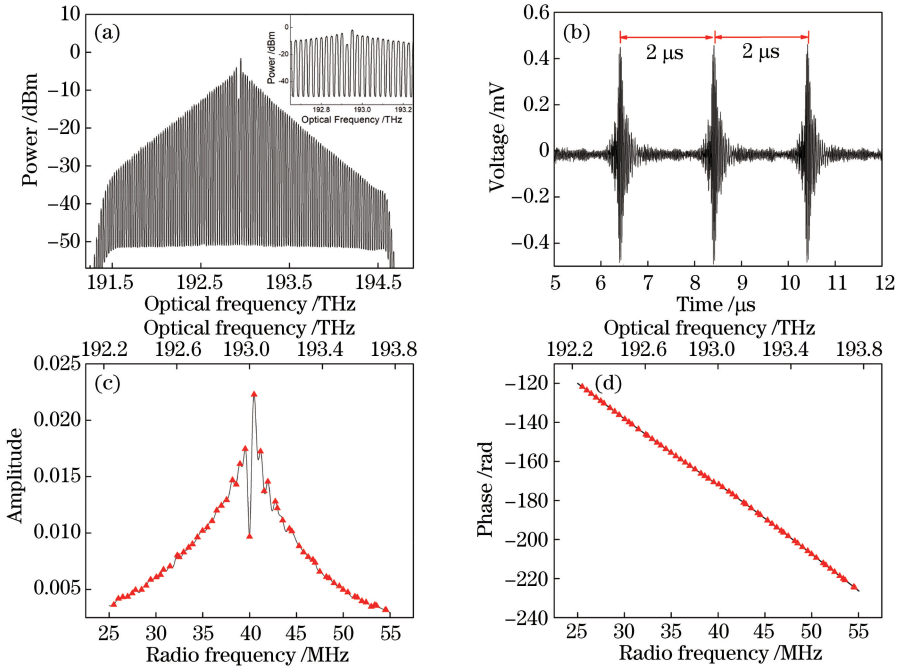 (a)
10
0
−10
−20
−30
−40
−50
Power /dBm
191.5 192.5 193.5 194.5
Optical frequency /THz
0
-20
-40
Power /dBm
192.8 193.0 193.2
Optical Frequency /THz
(b)
0.6
0.4
0.2
0
−0.2
−0.4
Voltage /mV
2 μs 2 μs
5 6 7 8 9 10 11 12
Time /μs
Optical frequency /THz
192.2 192.6 193.0 193.4 193.8
(c)
0.025
0.020
0.015
0.010
0.005
Amplitude
25 30 35 40 45 50 55
Radio frequency /MHz
Optical frequency /THz
192.2 192.6 193.0 193.4 193.8
(d)
−120
−140
−160
−180
−200
−220
−240
Phase /rad
25 30 35 40 45 50 55
Radio frequency /MHz